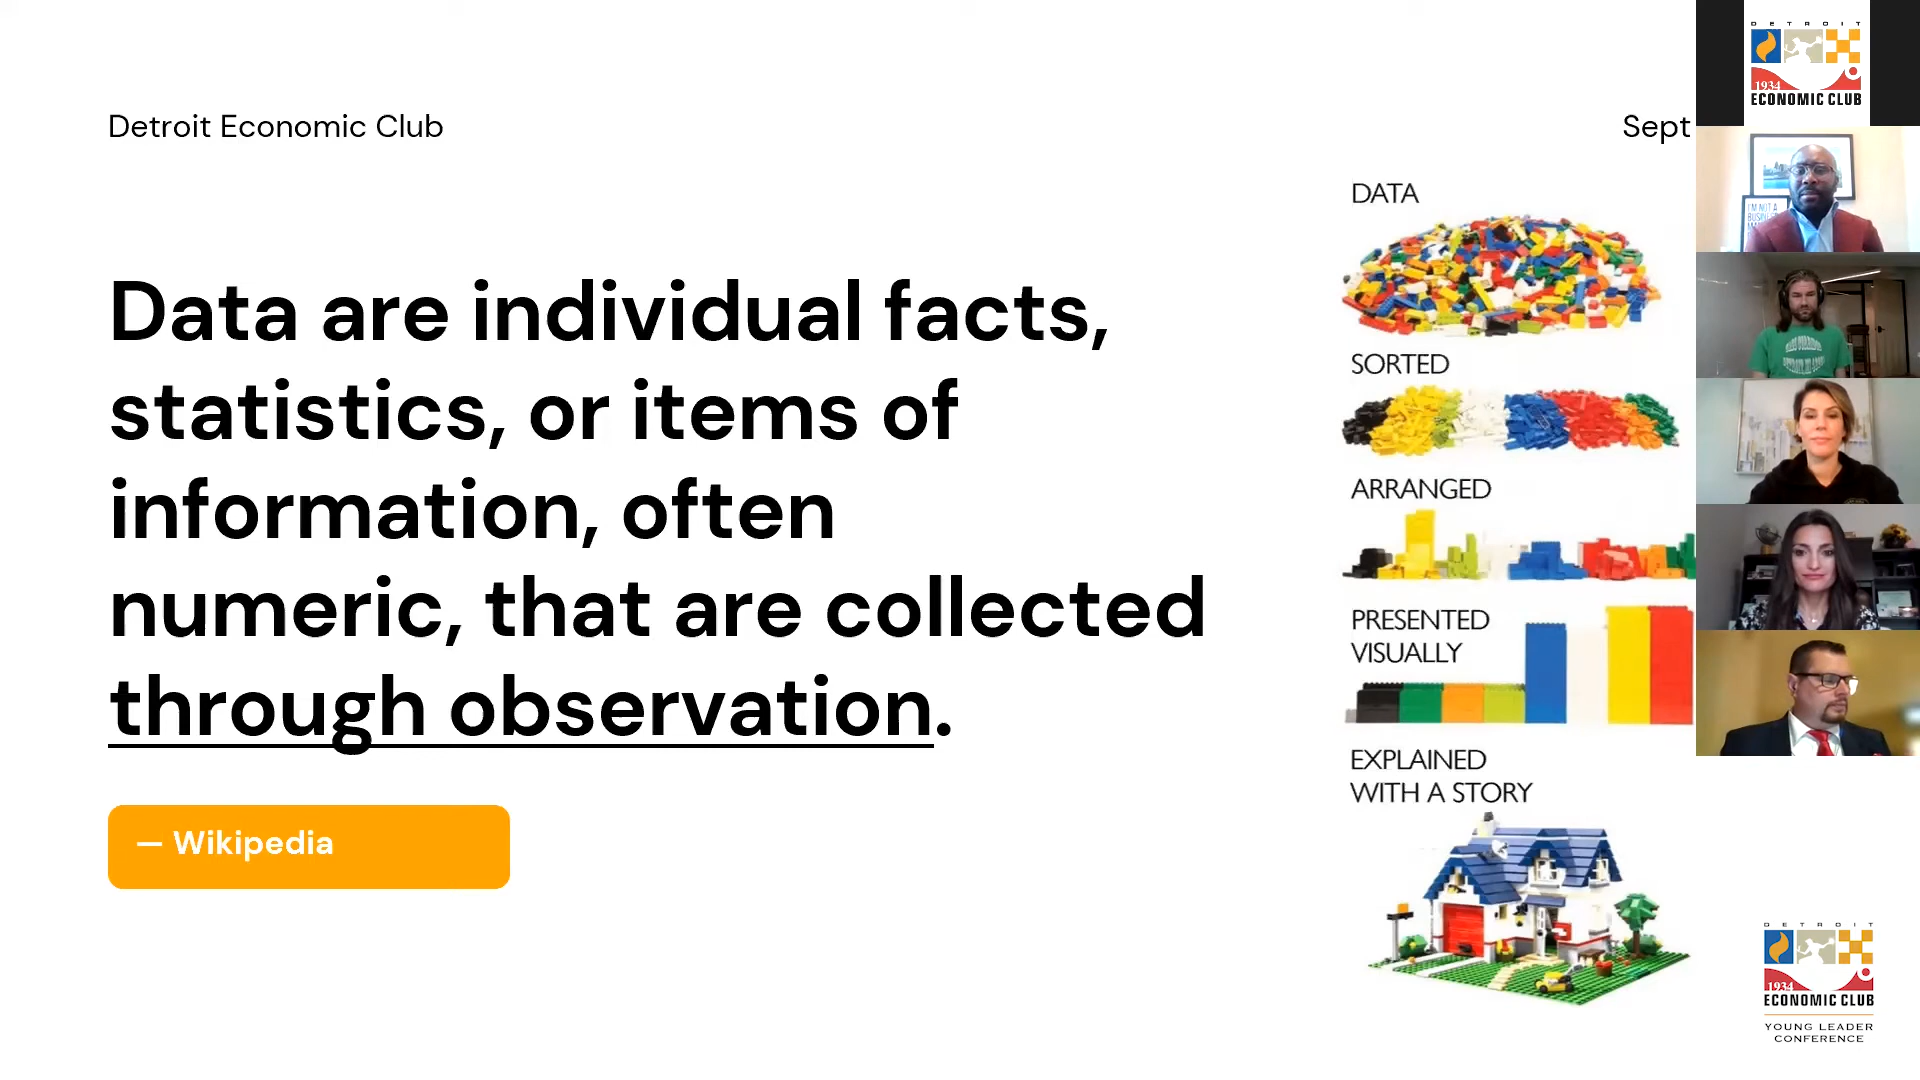 Detroit Economic Club
Sept
Data are individual facts,
statistics, or items of
information, often
numeric, that are collected
through observation.
— Wikipedia
DATA
SORTED
ARRANGED
PRESENTED
VISUALLY
EXPLAINED
WITH A STORY
DETROIT
1934
ECONOMIC CLUB
I'M NOT A
DETROIT
1934
ECONOMIC CLUB
YOUNG LEADER
CONFERENCE